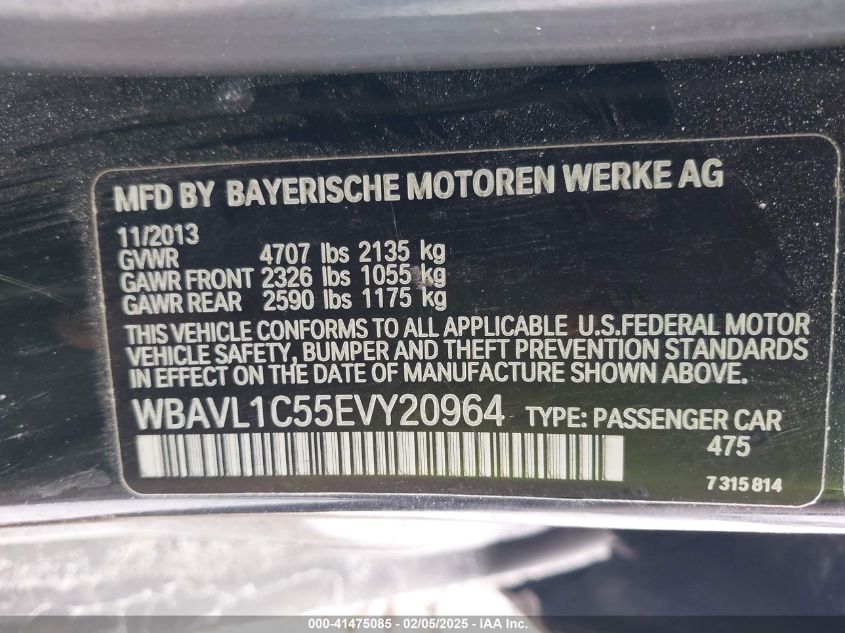 MFD BY BAYERISCHE MOTOREN WERKE AG
11/2013
GVWR 4707 lbs 2135 kg
GAWR FRONT 2326 lbs 1055 kg
GAWR REAR 2590 lbs 1175 kg
THIS VEHICLE CONFORMS TO ALL APPLICABLE U.S.FEDERAL MOTOR
VEHICLE SAFETY, BUMPER AND THEFT PREVENTION STANDARDS
IN EFFECT ON THE DATE OF MANUFACTURE SHOWN ABOVE.
WBAVL1C55EVY20964 TYPE: PASSENGER CAR
475
7315814
000-41475085 - 02/05/2025 - © IAA, Inc.